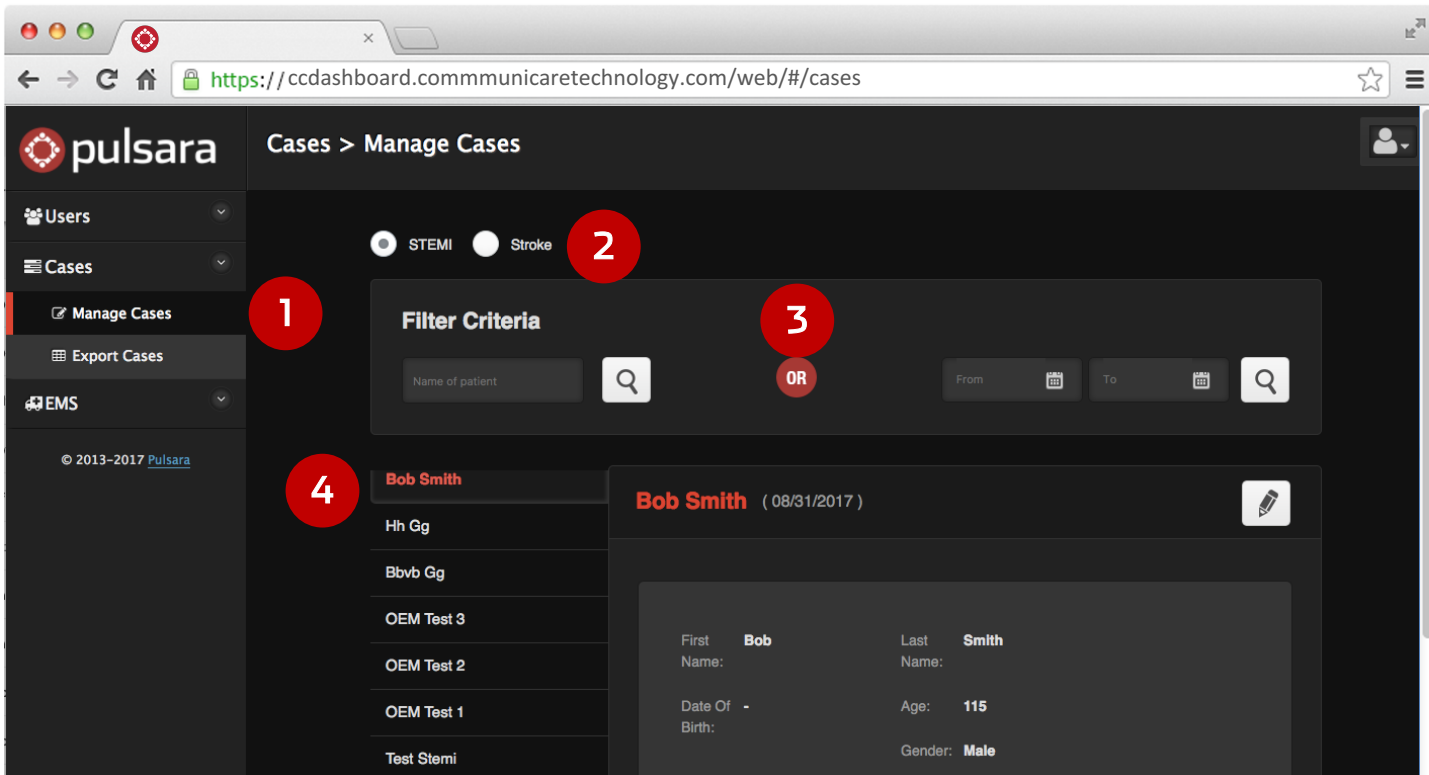 https://ccdashboard.commmunicaretechnology.com/web/#/cases
pulsara
Cases > Manage Cases
Users
Cases
Manage Cases
Export Cases
EMS
© 2013-2017 Pulsara
1
STEMI Stroke
2
Filter Criteria
3
Name of patient
OR
From
To
4
Bob Smith
Hh Gg
Bbvb Gg
OEM Test 3
OEM Test 2
OEM Test 1
Test Stemi
Bob Smith ( 08/31/2017 )
First Name: Bob
Last Name: Smith
Date Of Birth: -
Age: 115
Gender: Male